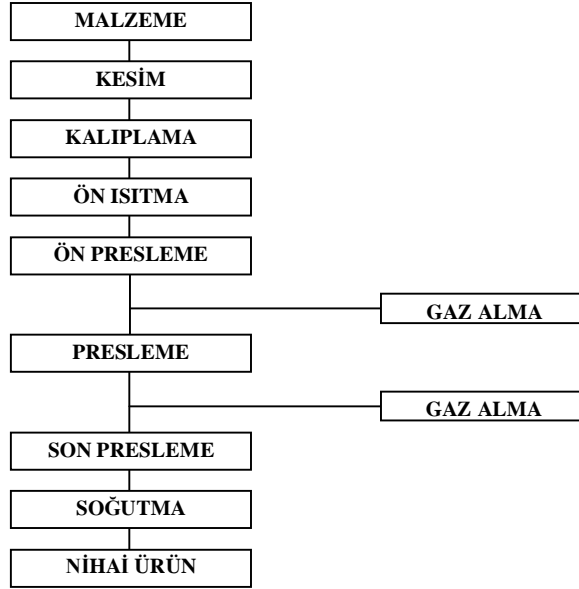 MALZEME
KESİM
KALIPLAMA
ÖN ISITMA
ÖN PRESLEME
GAZ ALMA
PRESLEME
GAZ ALMA
SON PRESLEME
SOĞUTMA
NİHAİ ÜRÜN